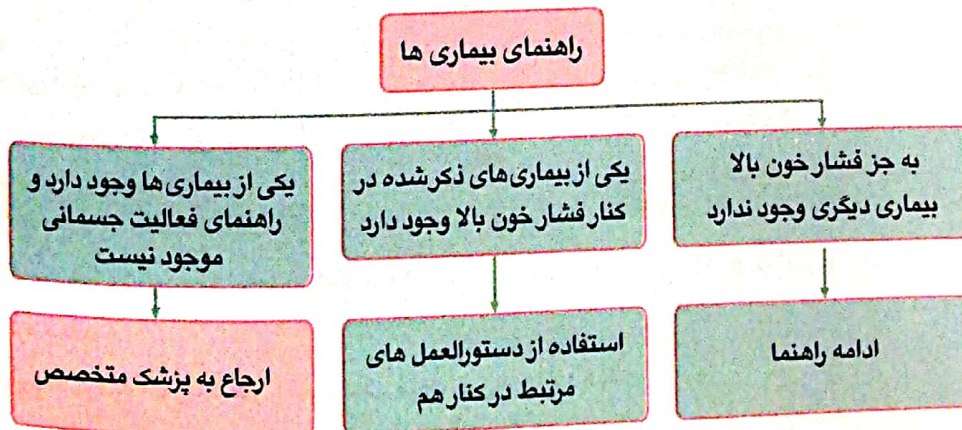 راهنمای بیماری ها
به جز فشار خون بالا
بیماری دیگری وجود ندارد
یکی از بیماری‌های ذکر شده در
کنار فشار خون بالا وجود دارد
یکی از بیماری ها وجود دارد و
راهنمای فعالیت جسمانی
موجود نیست
ادامه راهنما
استفاده از دستورالعمل های
مرتبط در کنار هم
ارجاع به پزشک متخصص